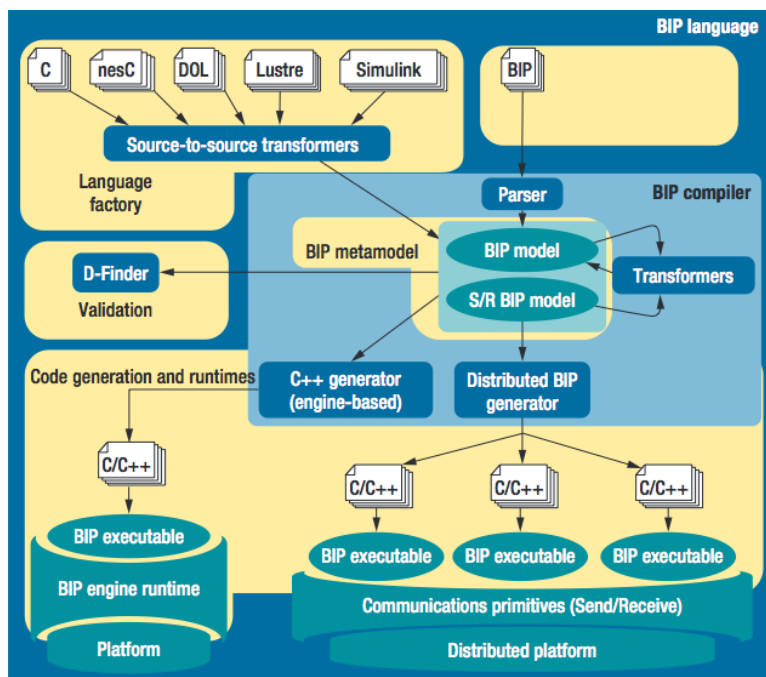 BIP language
C
nesC
DOL
Lustre
Simulink
BIP
Source-to-source transformers
Language
factory
Parser
BIP compiler
BIP metamodel
BIP model
Transformers
D-Finder
Validation
S/R BIP model
Code generation and runtimes
C++ generator
(engine-based)
Distributed BIP
generator
C/C++
C/C++
C/C++
C/C++
BIP executable
BIP executable
BIP executable
BIP executable
BIP engine runtime
Communications primitives (Send/Receive)
Platform
Distributed platform